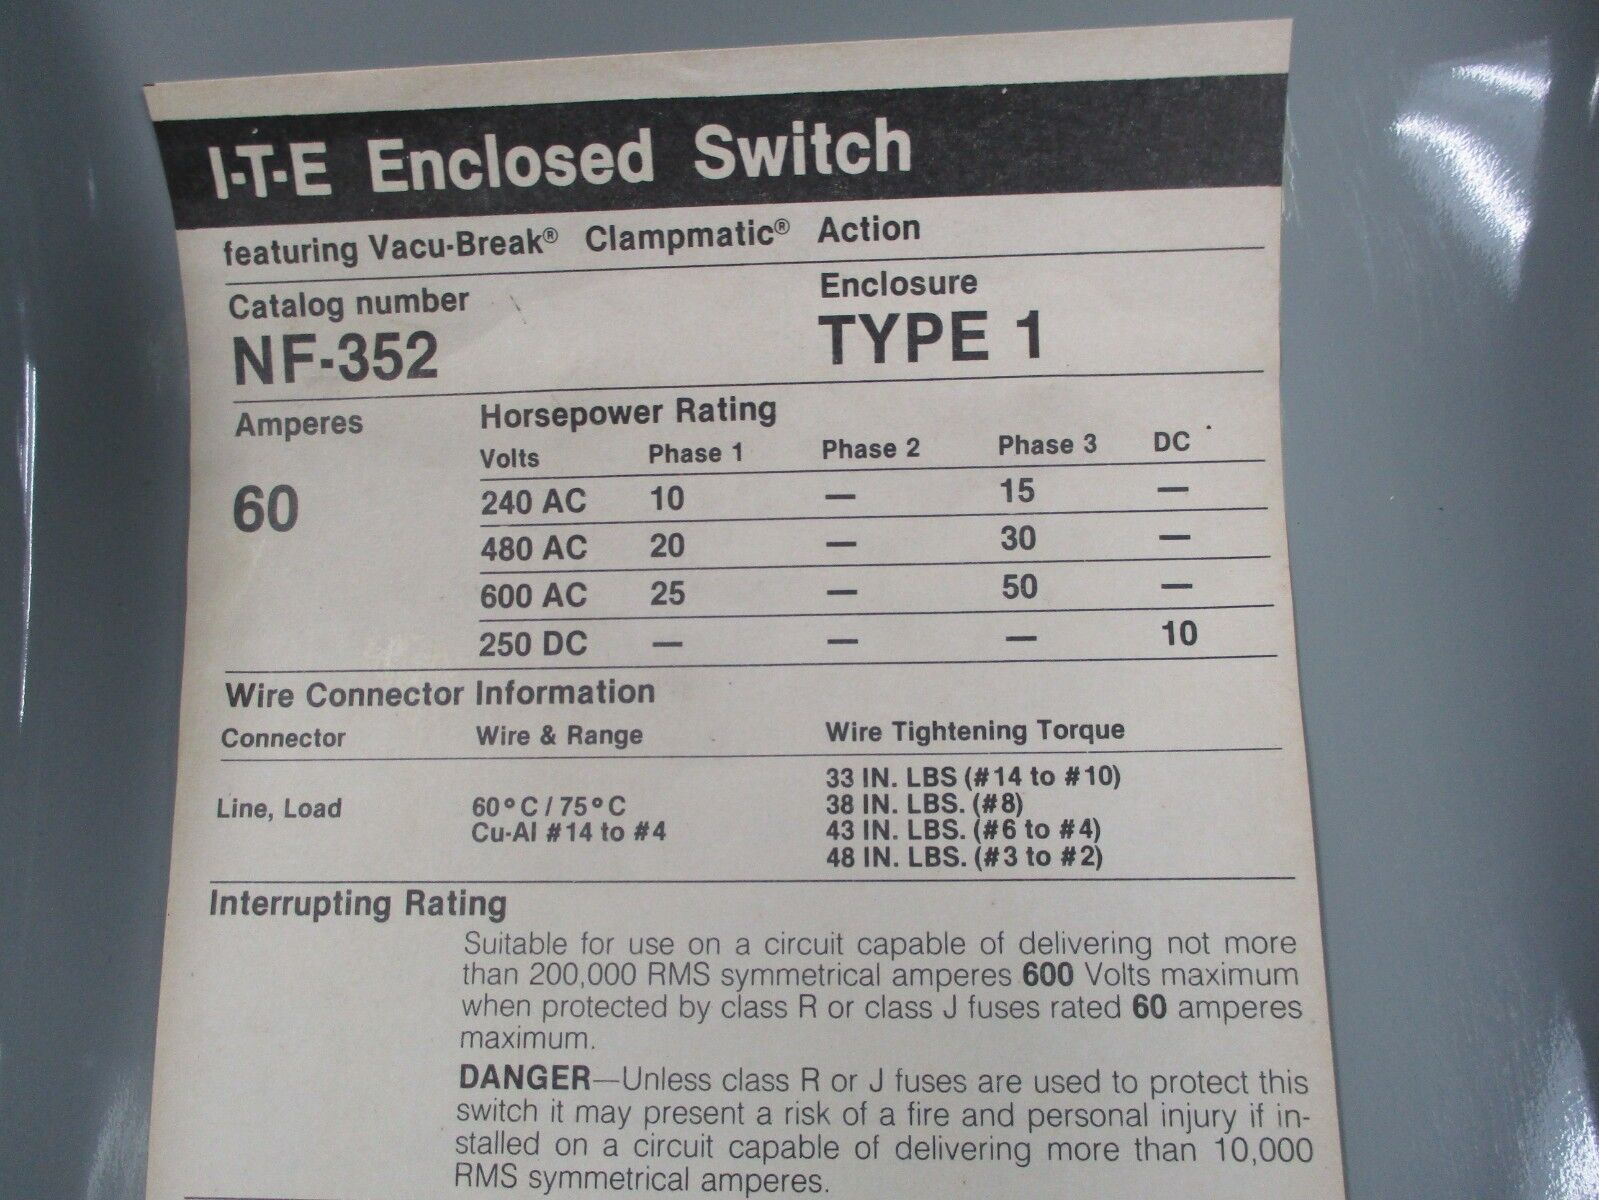 I-T-E Enclosed Switch
featuring Vacu-Break® Clampmatic® Action
Catalog number Enclosure
NF-352 TYPE 1
Amperes Horsepower Rating
Volts Phase 1 Phase 2 Phase 3 DC
60 240 AC 10 — 15 —
480 AC 20 — 30 —
600 AC 25 — 50 —
250 DC — — — 10
Wire Connector Information
Connector Wire & Range Wire Tightening Torque
33 IN. LBS (#14 to #10)
Line, Load 60°C/75°C 38 IN. LBS. (#8)
Cu-Al #14 to #4 43 IN. LBS. (#6 to #4)
48 IN. LBS. (#3 to #2)
Interrupting Rating
Suitable for use on a circuit capable of delivering not more
than 200,000 RMS symmetrical amperes 600 Volts maximum
when protected by class R or class J fuses rated 60 amperes
maximum.
DANGER—Unless class R or J fuses are used to protect this
switch it may present a risk of a fire and personal injury if in-
stalled on a circuit capable of delivering more than 10,000
RMS symmetrical amperes.